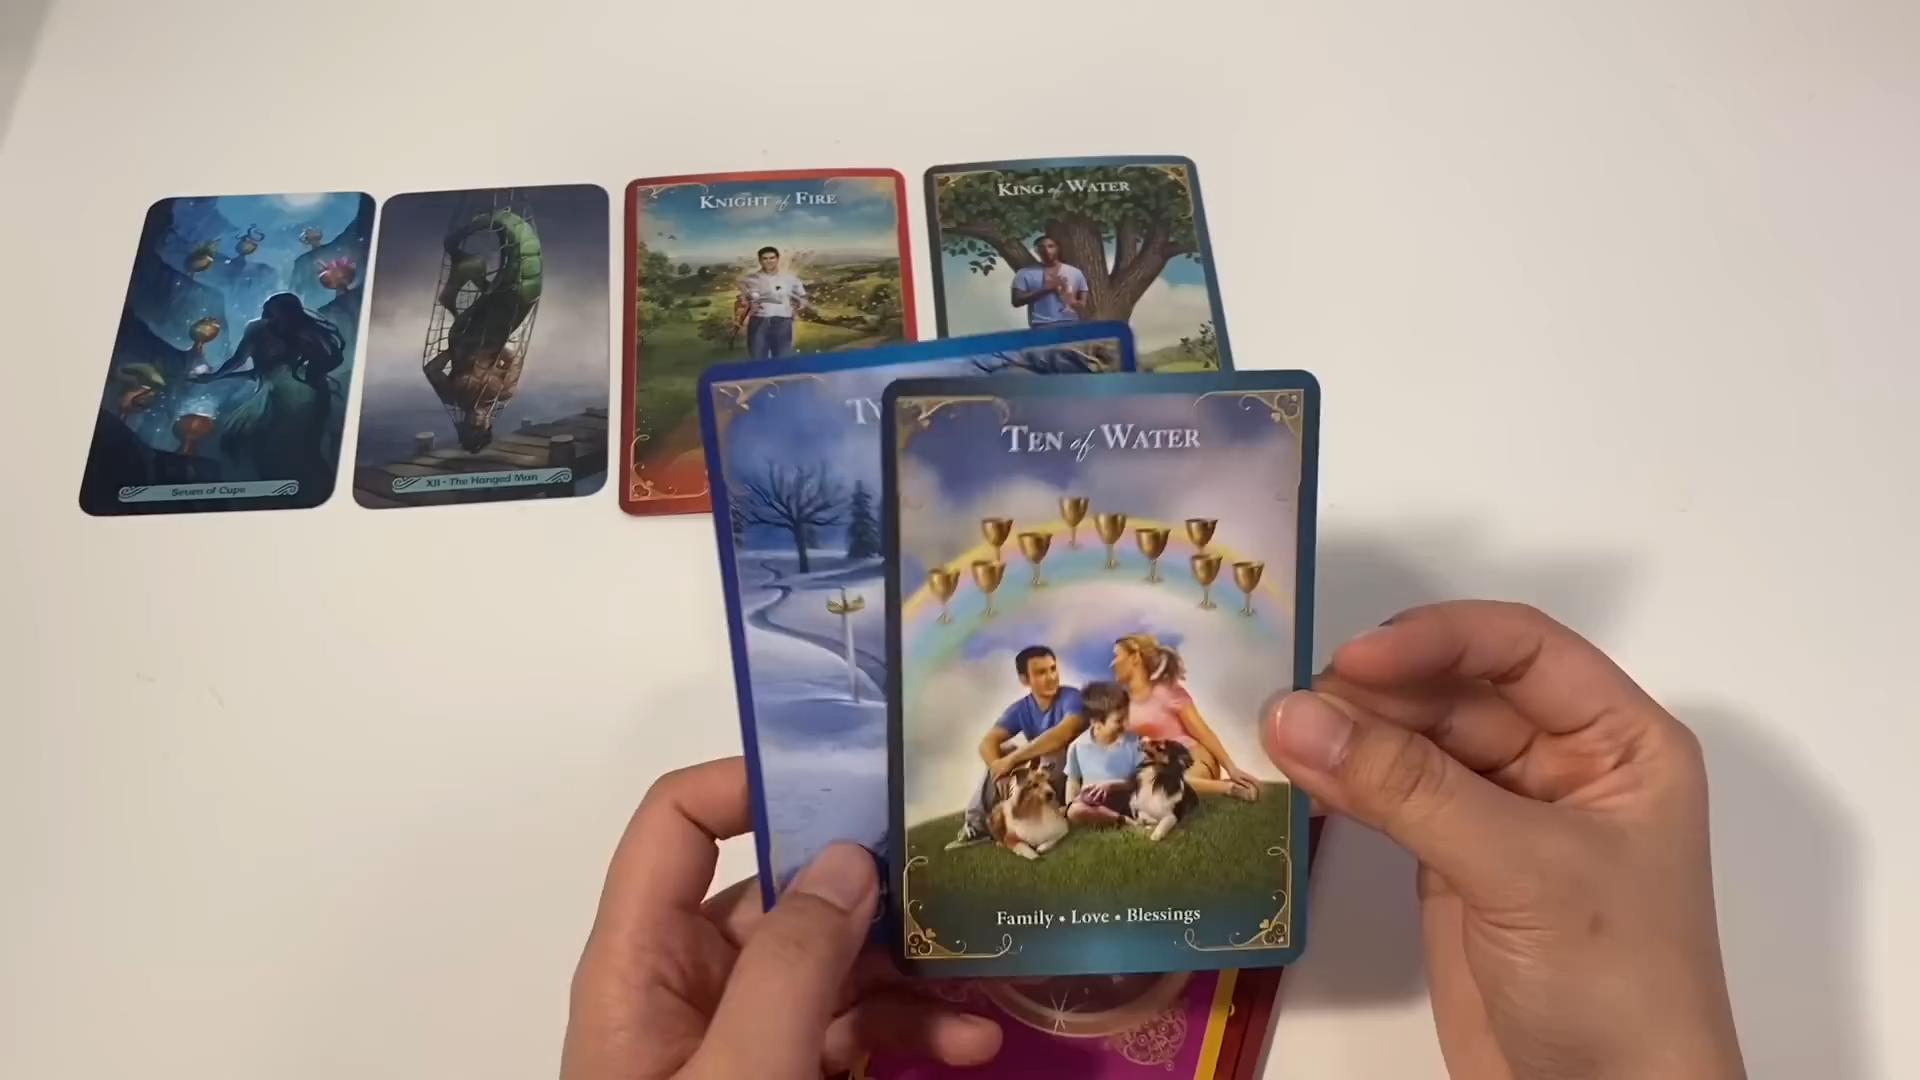 Seven of Cups
XII - The Hanged Man
KNIGHT of FIRE
KING of WATER
TEN of WATER
Family • Love • Blessings